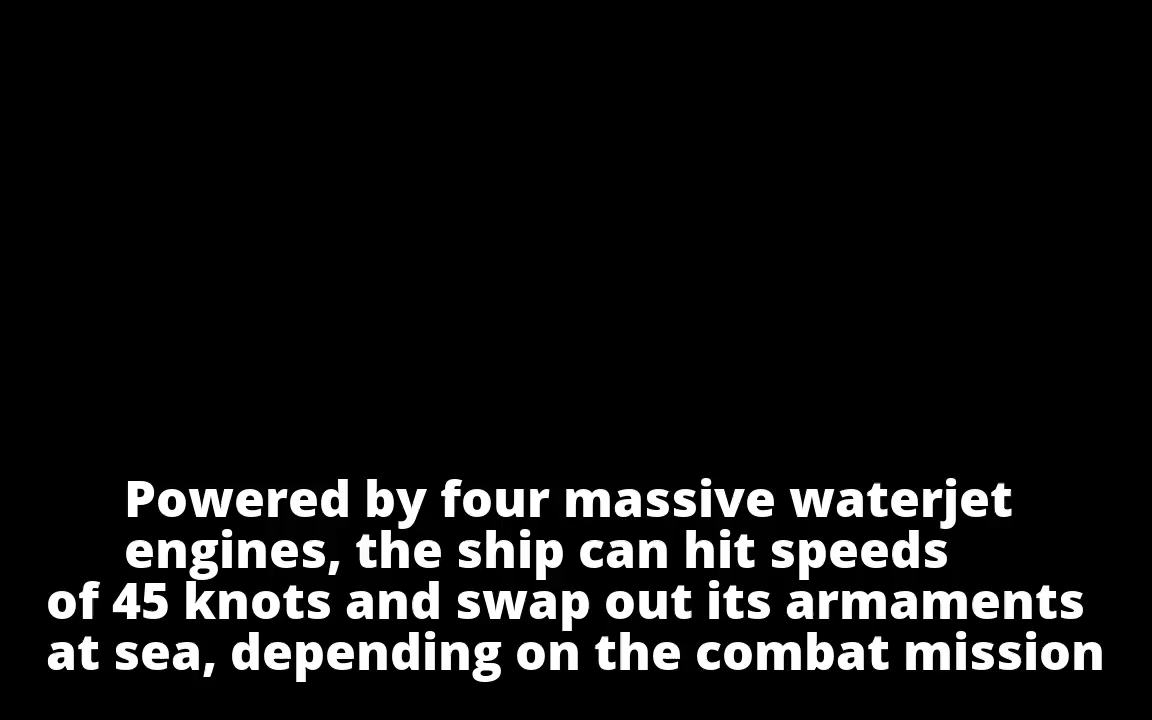 Powered by four massive waterjet
engines, the ship can hit speeds
of 45 knots and swap out its armaments
at sea, depending on the combat mission